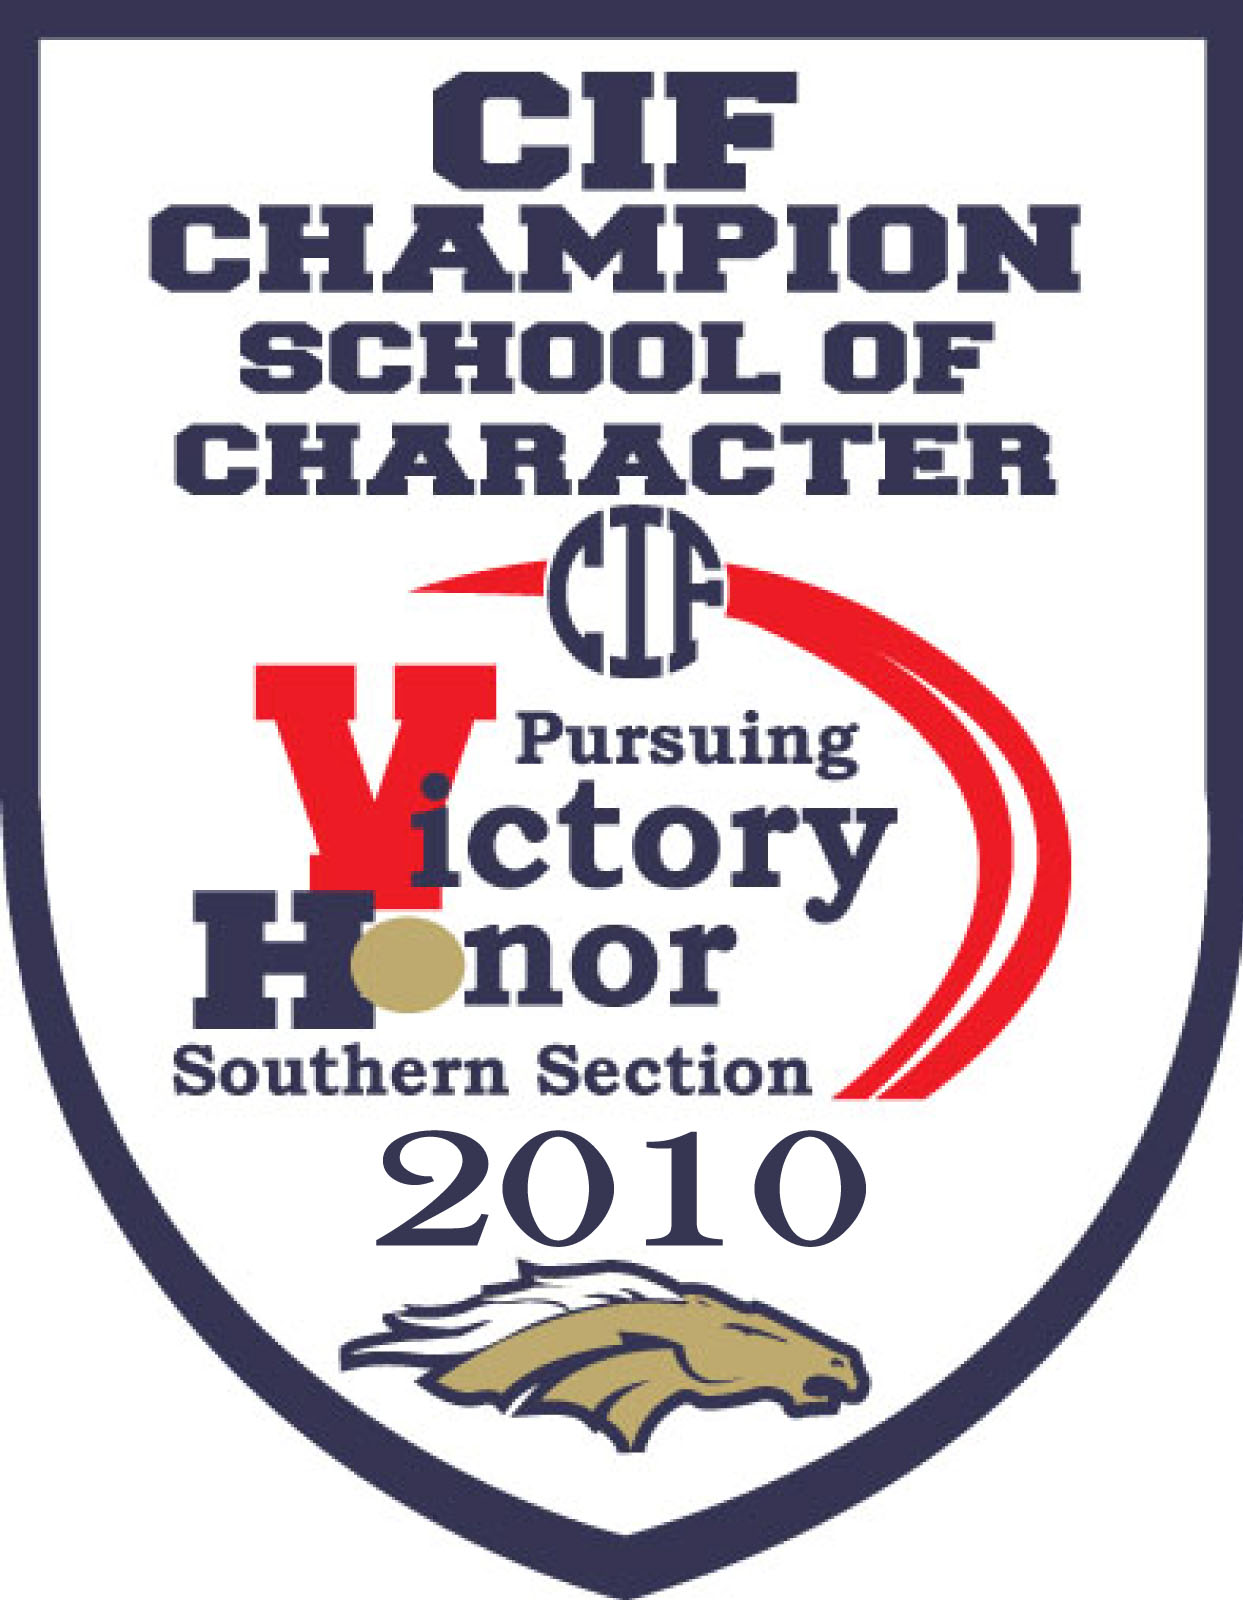 CIF
CHAMPION
SCHOOL OF
CHARACTER
CIF
Pursuing
Victory
Honor
Southern Section
2010